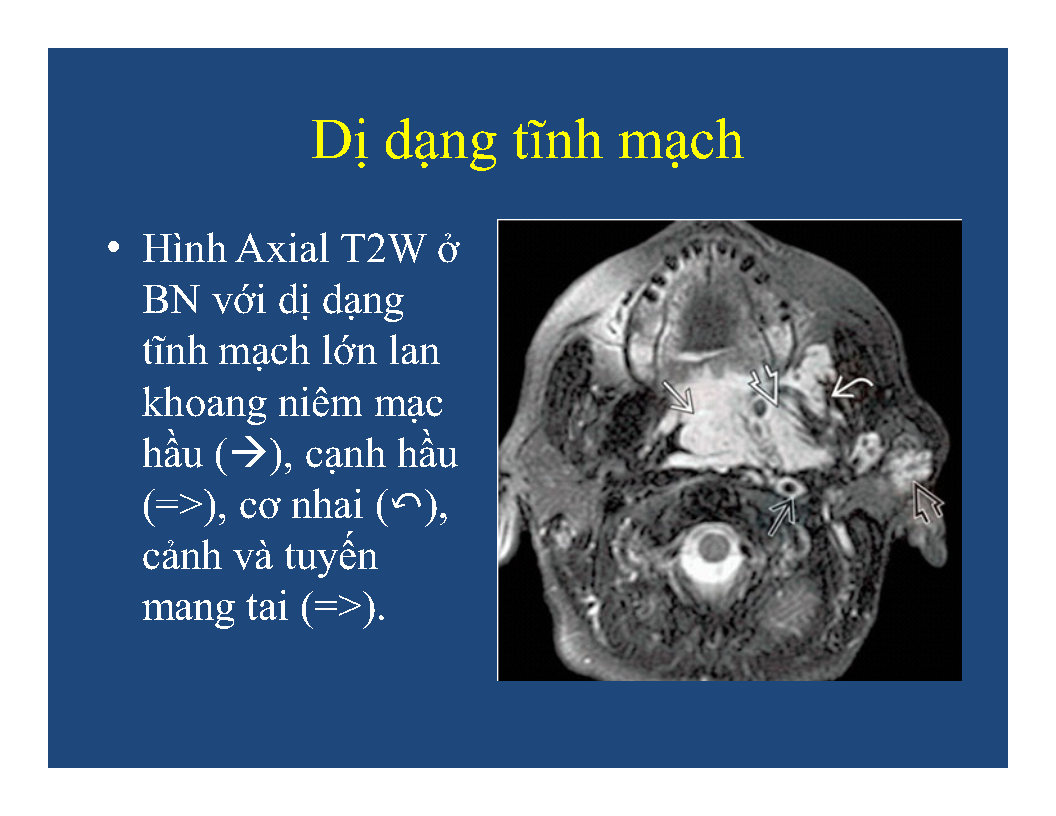 Dị dạng tĩnh mạch
• Hình Axial T2W ở
BN với dị dạng
tĩnh mạch lớn lan
khoang niêm mạc
hầu (→), cạnh hầu
(=>), cơ nhai (↶),
cảnh và tuyến
mang tai (=>).